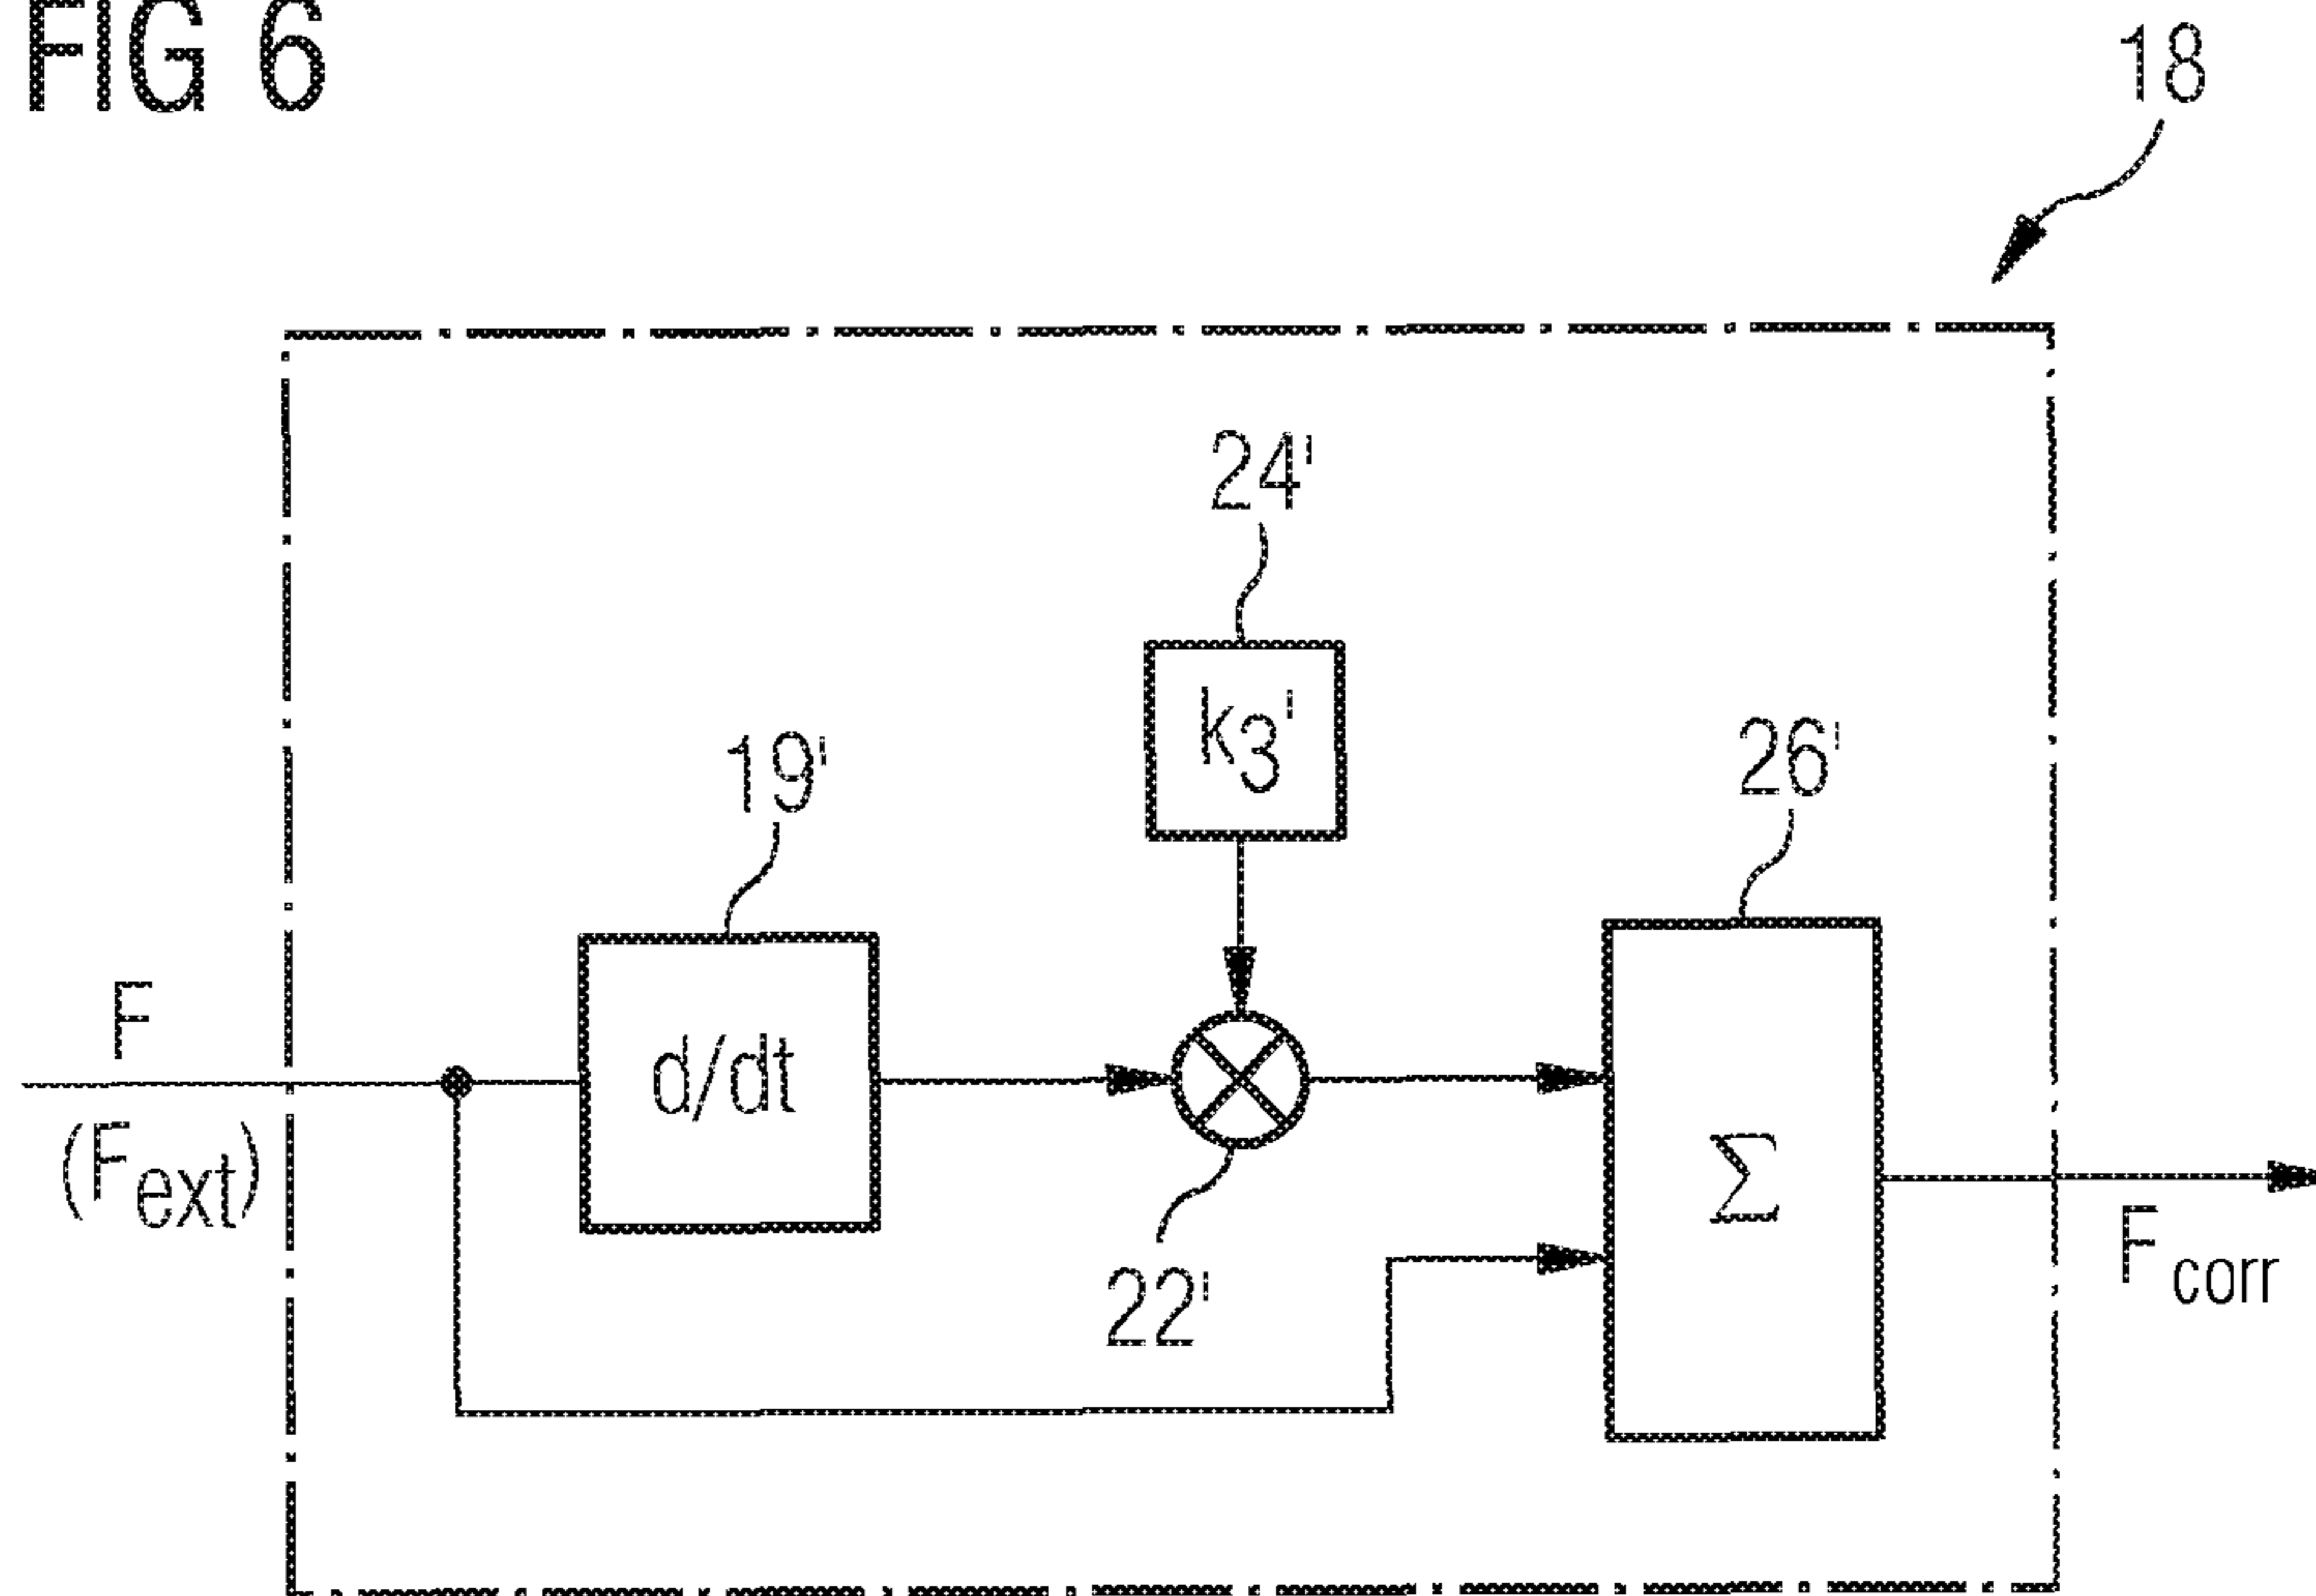 FIG 6
18
24'
k3'
19'
26'
F
d/dt
(Fext)
Σ
22'
Fcorr